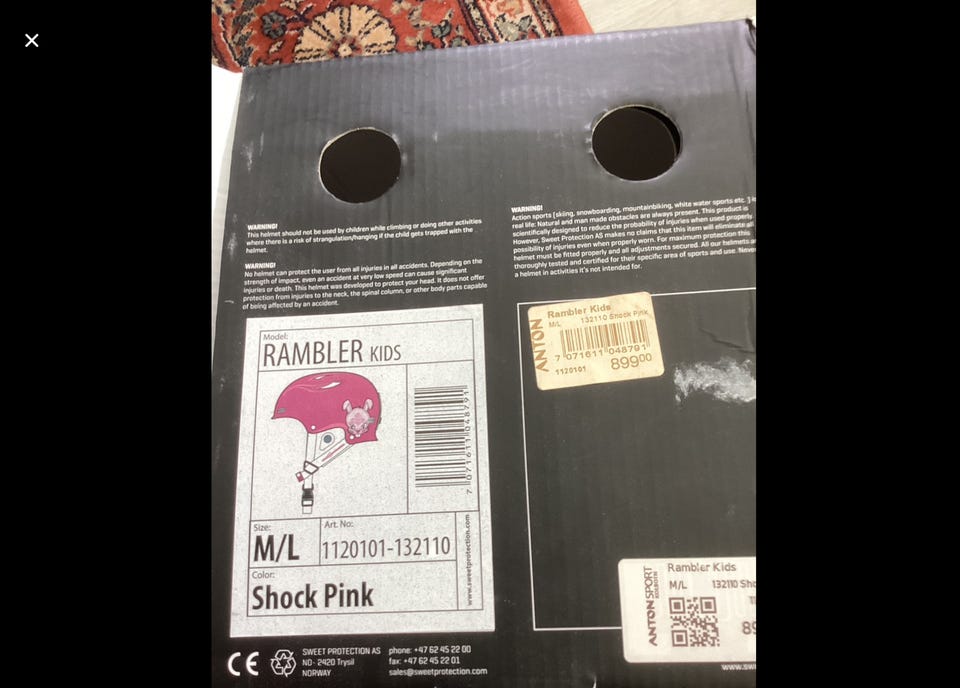 WARNING!
This helmet should not be used by children while climbing or doing other activities
where there is a risk of strangulation/hanging if the child gets trapped with the
helmet.
WARNING!
No helmet can protect the user from all injuries in all accidents. Depending on the
strength of impact, even an accident at very low speed can cause significant
injuries or death. This helmet was developed to protect your head. It does not offer
protection from injuries to the neck, the spinal column, or other body parts capable
of being affected by an accident.
WARNING!
Action sports [skiing, snowboarding, mountainbiking, white water sports etc. ] is
real life: Natural and man made obstacles are always present. This product is
scientifically designed to reduce the probability of injuries when used properly.
However, Sweet Protection AS makes no claims that this item will eliminate all
possibility of injuries even when properly worn. For maximum protection this
helmet must be fitted properly and all adjustments secured. All our helmets a
thoroughly tested and certified for their specific area of sports and use. Never
a helmet in activities it's not intended for.
Model:
RAMBLER KIDS
7 071611 048791
Size:
M/L
Art. No:
1120101-132110
Color:
Shock Pink
www.sweetprotection.com
ANTON
Rambler Kids
M/L 132110 Shock Pink
7 071611 048791
1120101 89900
ANTON SPORT
Rambler Kids
M/L 132110 Sho
11
89
SWEET PROTECTION AS
NO- 2420 Trysil
NORWAY
phone: +47 62 45 22 00
fax: +47 62 45 22 01
sales@sweetprotection.com
CE
www.sw